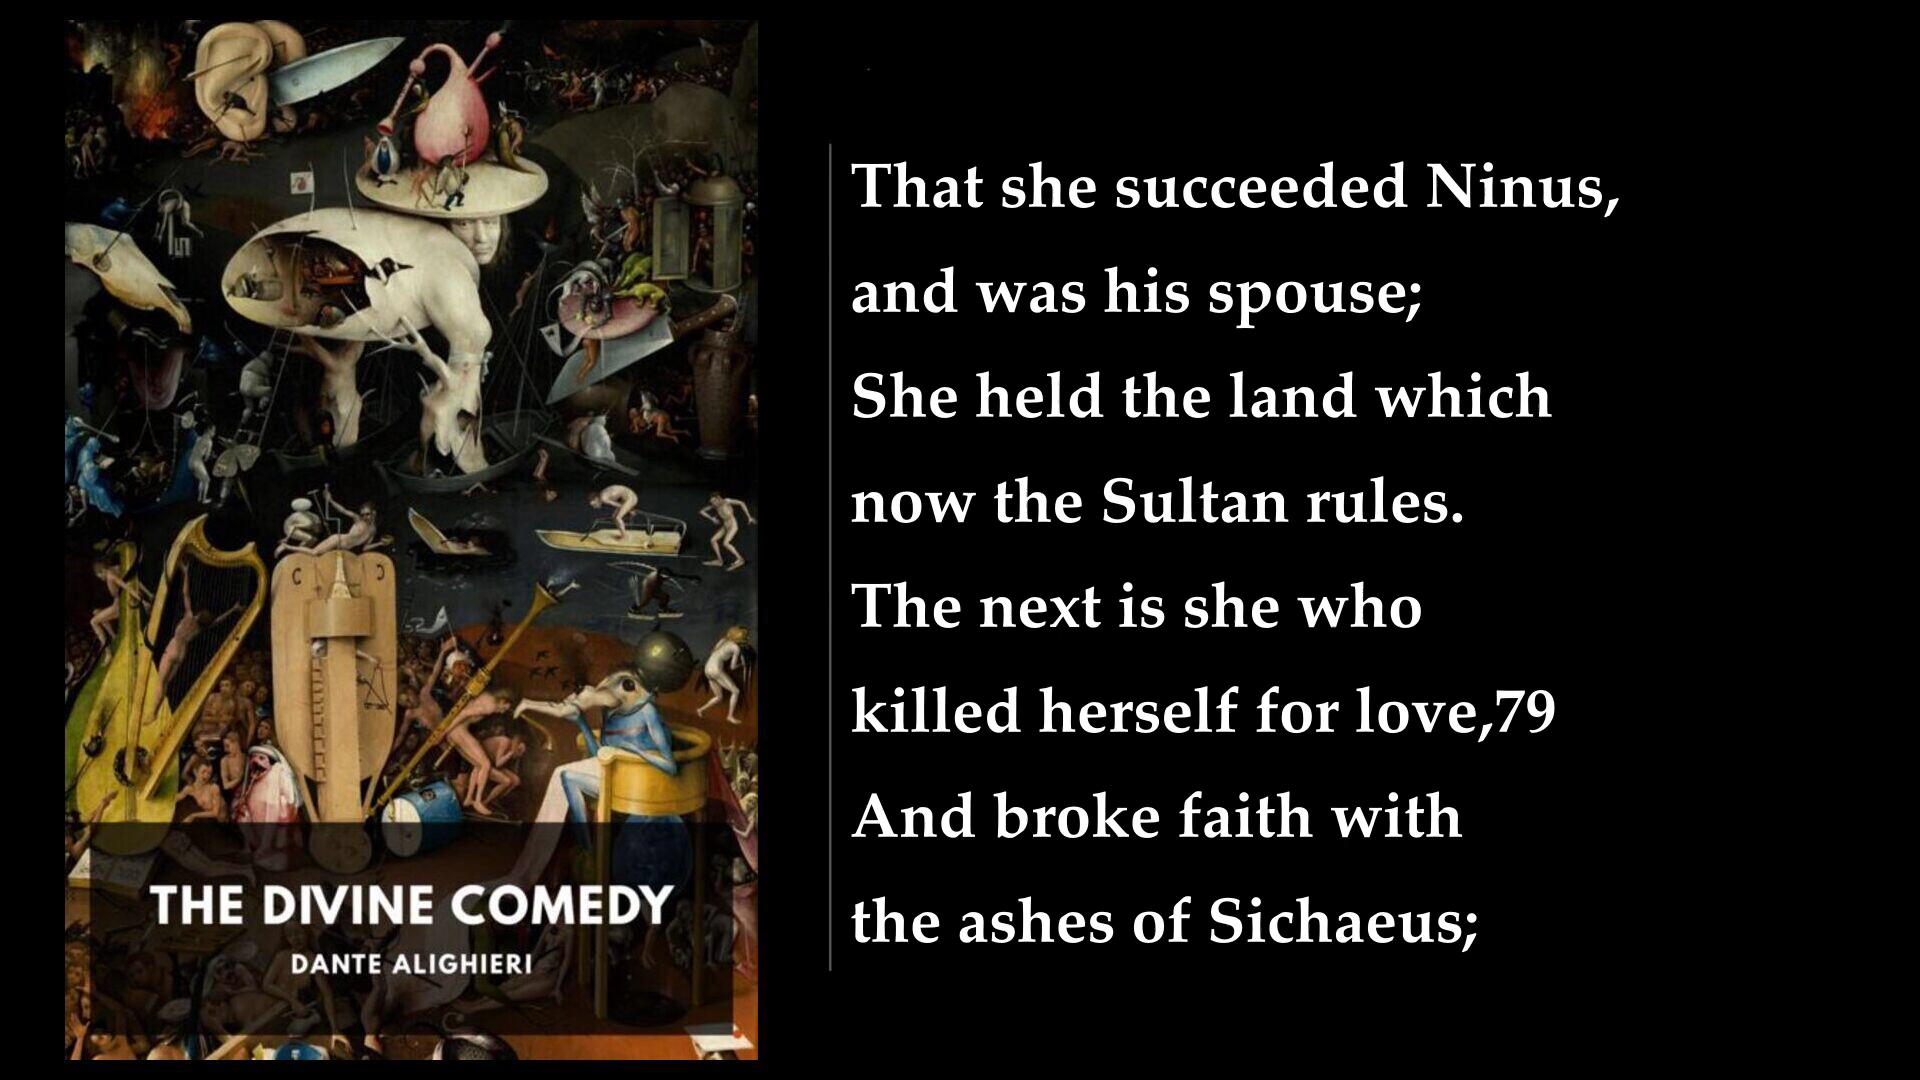 THE DIVINE COMEDY
DANTE ALIGHIERI
That she succeeded Ninus,
and was his spouse;
She held the land which
now the Sultan rules.
The next is she who
killed herself for love,79
And broke faith with
the ashes of Sichaeus;